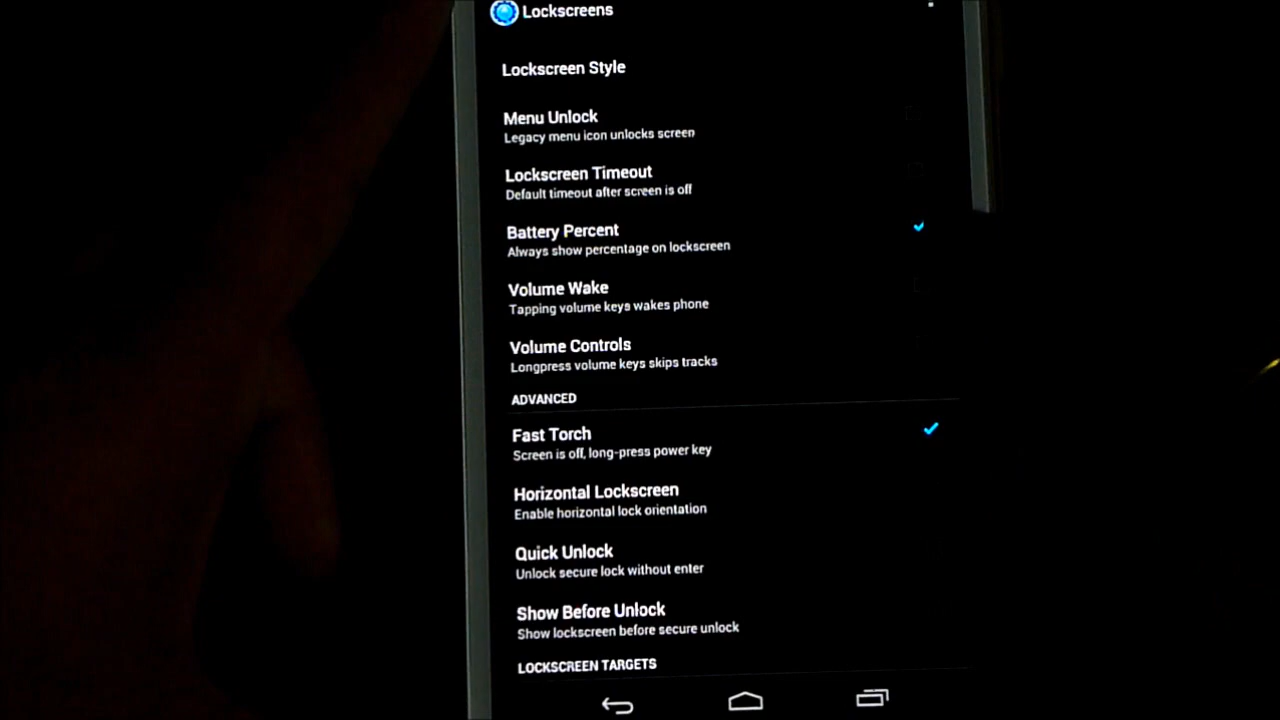 Lockscreens
Lockscreen Style
Menu Unlock
Legacy menu icon unlocks screen
Lockscreen Timeout
Default timeout after screen is off
Battery Percent
Always show percentage on lockscreen
Volume Wake
Tapping volume keys wakes phone
Volume Controls
Longpress volume keys skips tracks
ADVANCED
Fast Torch
Screen is off, long-press power key
Horizontal Lockscreen
Enable horizontal lock orientation
Quick Unlock
Unlock secure lock without enter
Show Before Unlock
Show lockscreen before secure unlock
LOCKSCREEN TARGETS